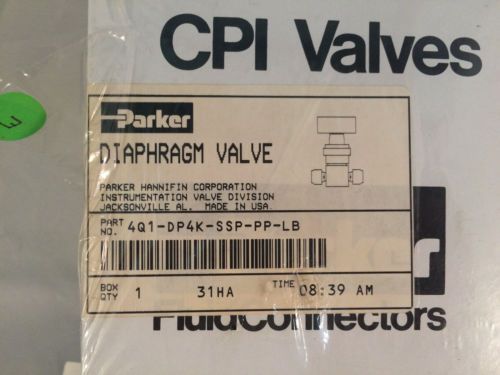 CPI Valves
Parker
DIAPHRAGM VALVE
PARKER HANNIFIN CORPORATION
INSTRUMENTATION VALVE DIVISION
JACKSONVILLE AL. MADE IN USA.
PART NO. 4Q1-DP4K-SSP-PP-LB
BOX QTY 1 31HA TIME 08:39 AM
ker
FluidConnectors